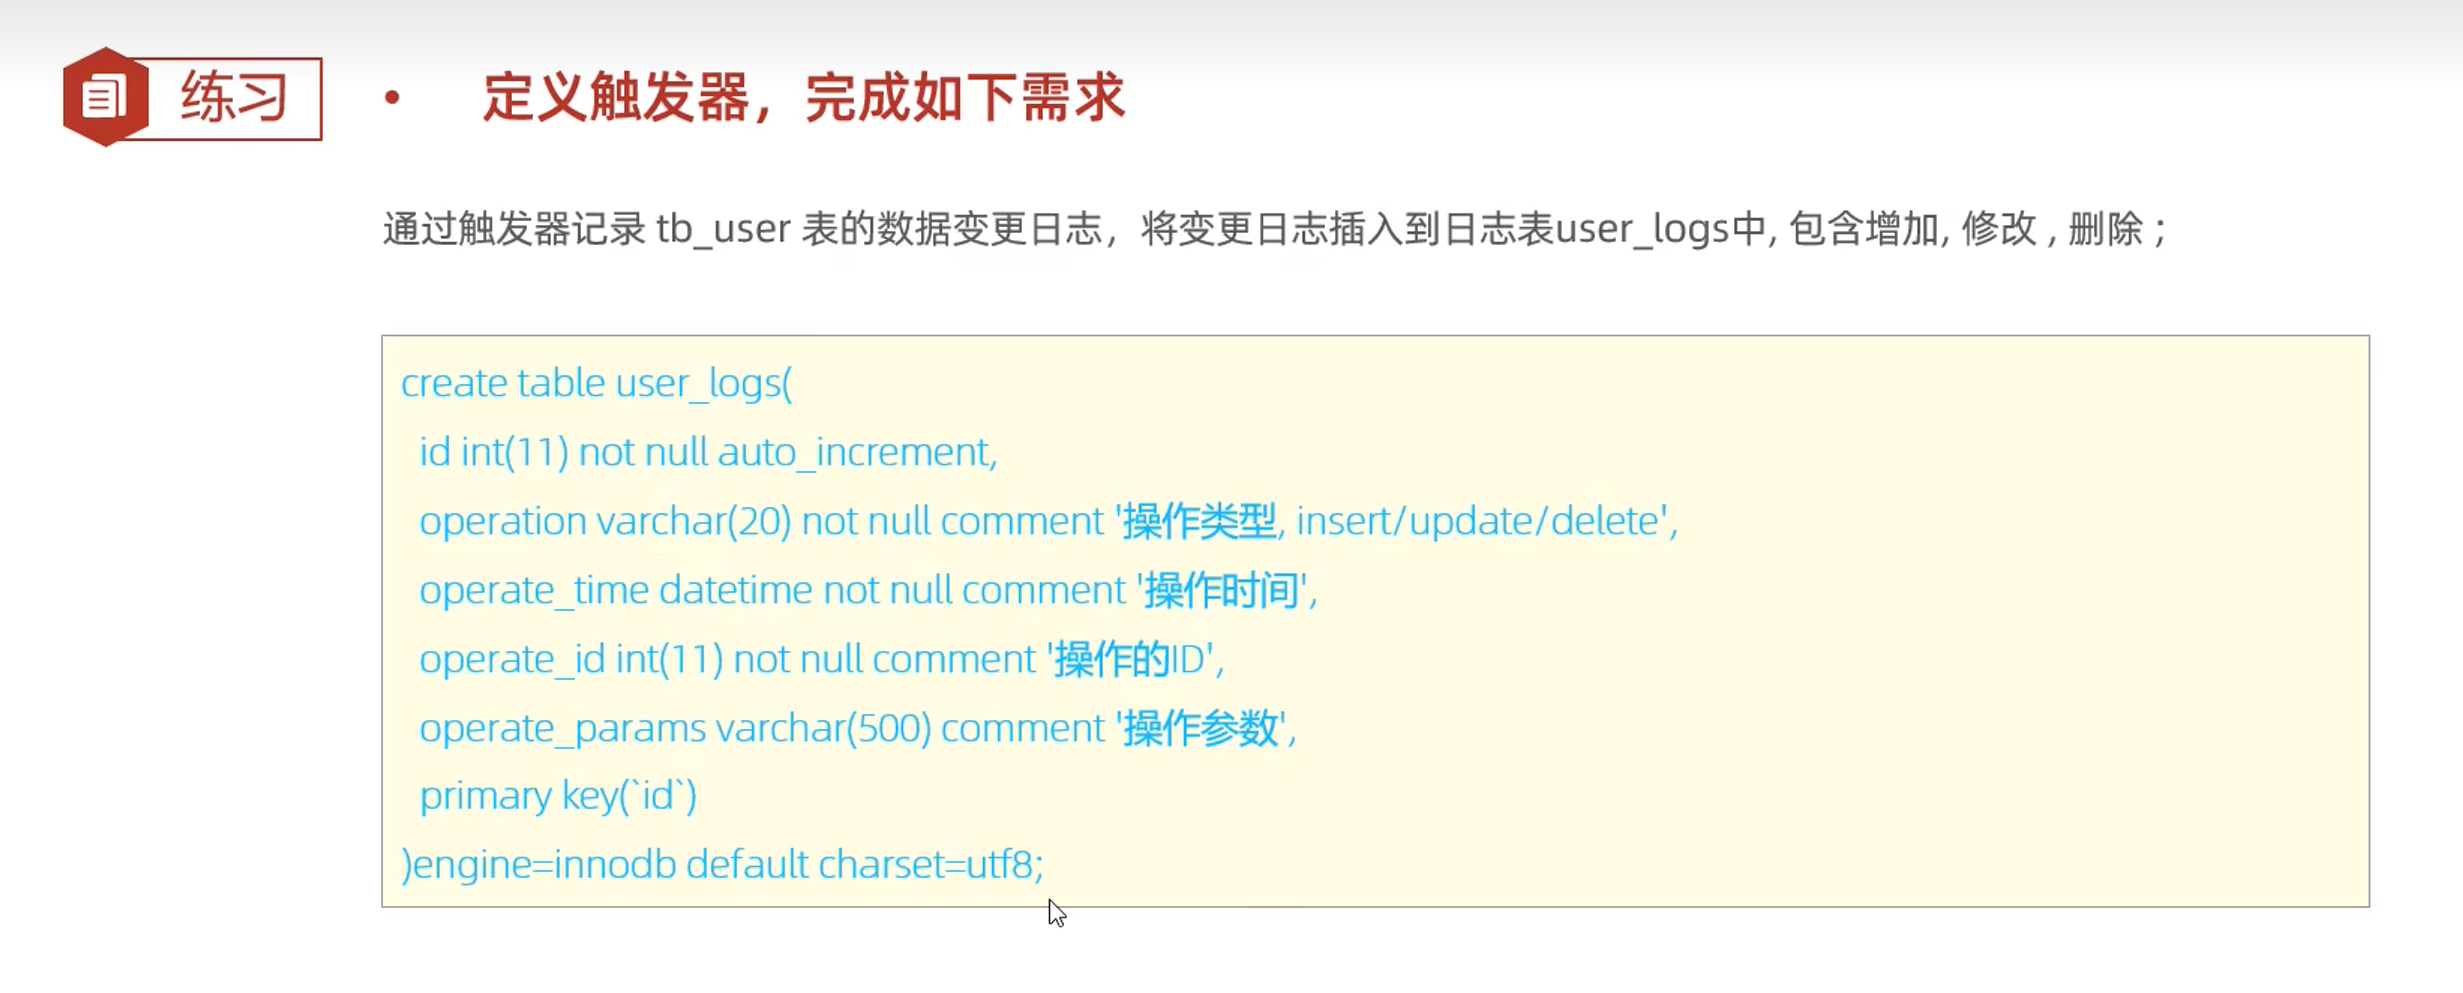 练习
• 定义触发器，完成如下需求
通过触发器记录 tb_user 表的数据变更日志，将变更日志插入到日志表user_logs中, 包含增加, 修改 , 删除 ;
create table user_logs(
id int(11) not null auto_increment,
operation varchar(20) not null comment '操作类型, insert/update/delete',
operate_time datetime not null comment '操作时间',
operate_id int(11) not null comment '操作的ID',
operate_params varchar(500) comment '操作参数',
primary key(`id`)
)engine=innodb default charset=utf8;